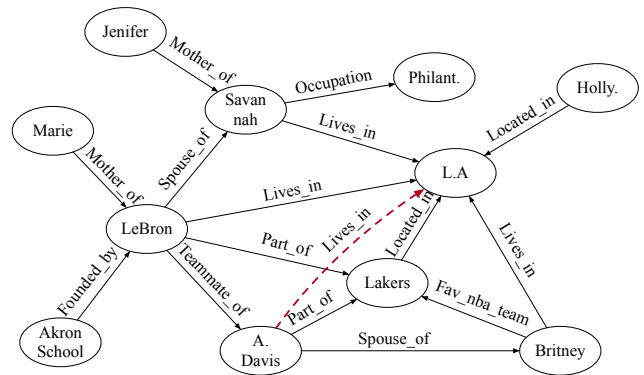 Jenifer
Mother_of
Occupation
Philant.
Holly.
Savan
nah
Marie
Lives_in
Located_in
Mother_of
Spouse_of
L.A
Lives_in
LeBron
Lives_in
Located_in
Lives_in
Part_of
Founded_by
Teammate_of
Lakers
Fav_nba_team
Part_of
Akron
School
A.
Davis
Spouse_of
Britney